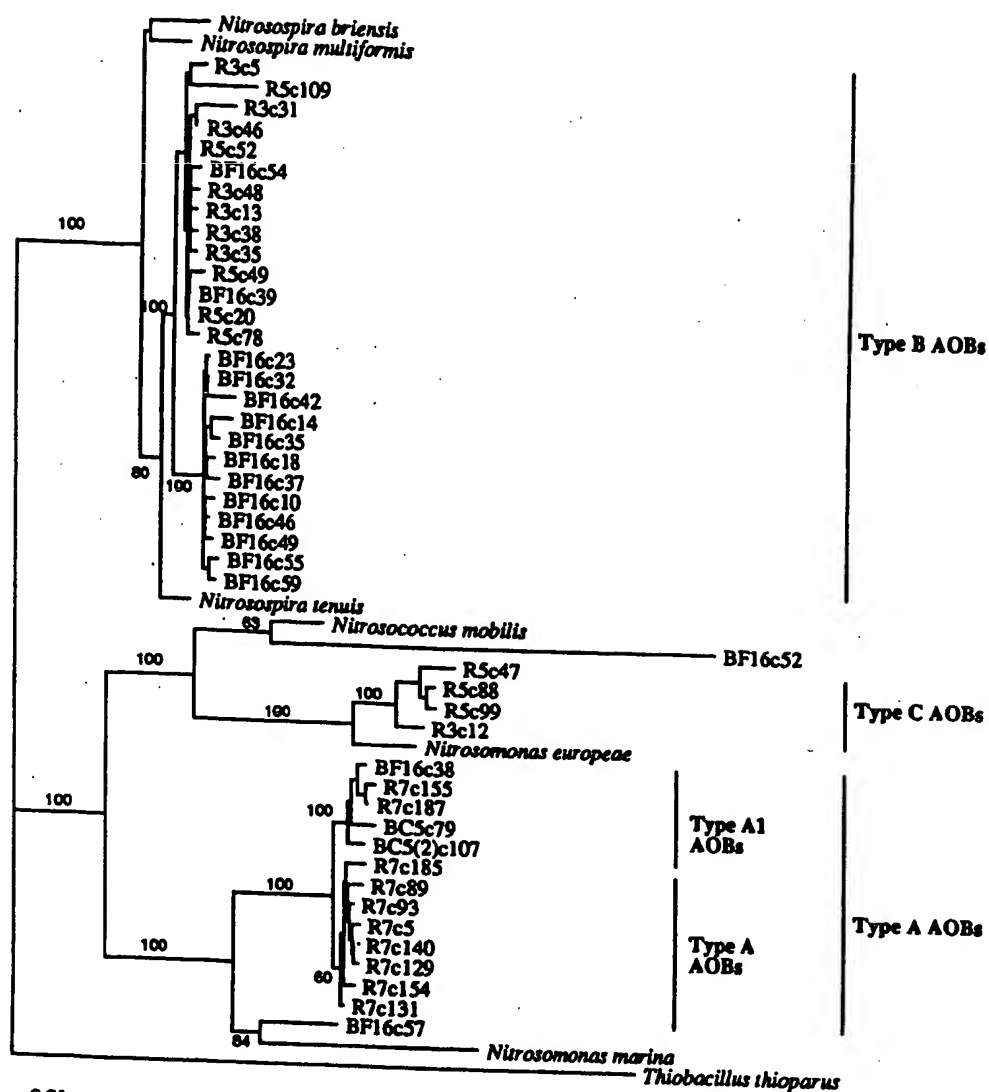 Nitrosospira briensis
Nitrosospira multiformis
R3c5
R5c109
R3c31
R3c46
R5c52
BF16c54
R3c48
R3c13
100
R3c38
R3c35
R5c49
BF16c39
100
R5c20
R5c78
Type B AOBs
BF16c23
BF16c32
BF16c42
BF16c14
BF16c35
BF16c18
80
BF16c37
100
BF16c10
BF16c46
BF16c49
BF16c55
BF16c59
Nitrosospira tenuis
63
Nitrosococcus mobilis
BF16c52
100
R5c47
100
R5c88
R5c99
Type C AOBs
100
R3c12
Nitrosomonas europeae
BF16c38
R7c155
100
R7c187
100
BC5c79
Type A1
AOBs
BC5(2)c107
R7c185
100
R7c89
R7c93
R7c5
Type A AOBs
100
R7c140
Type A
AOBs
R7c129
60
R7c154
R7c131
BF16c57
84
Nitrosomonas marina
Thiobacillus thioparus